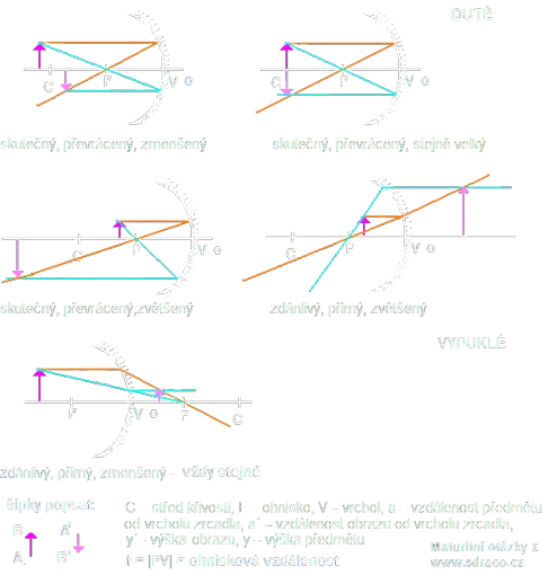 DUTÉ
C F V o
C F V o
skutečný, převrácený, zmenšený
skutečný, převrácený, stejně velký
C F V o
C F V o
skutečný, převrácený,zvětšený
zdánlivý, přímý, zvětšený
VYPUKLÉ
F V o F C
zdánlivý, přímý, zmenšený - vždy stejné
šipky popsat:
B A'
A B'
C - střed křivosti, F - ohnisko, V - vrchol, a - vzdálenost předmětu
od vrcholu zrcadla, a' - vzdálenost obrazu od vrcholu zrcadla,
y' - výška obrazu, y - výška předmětu
f = |FV| = ohnisková vzdálenost
Maturitní otázky z
www.odraco.cz